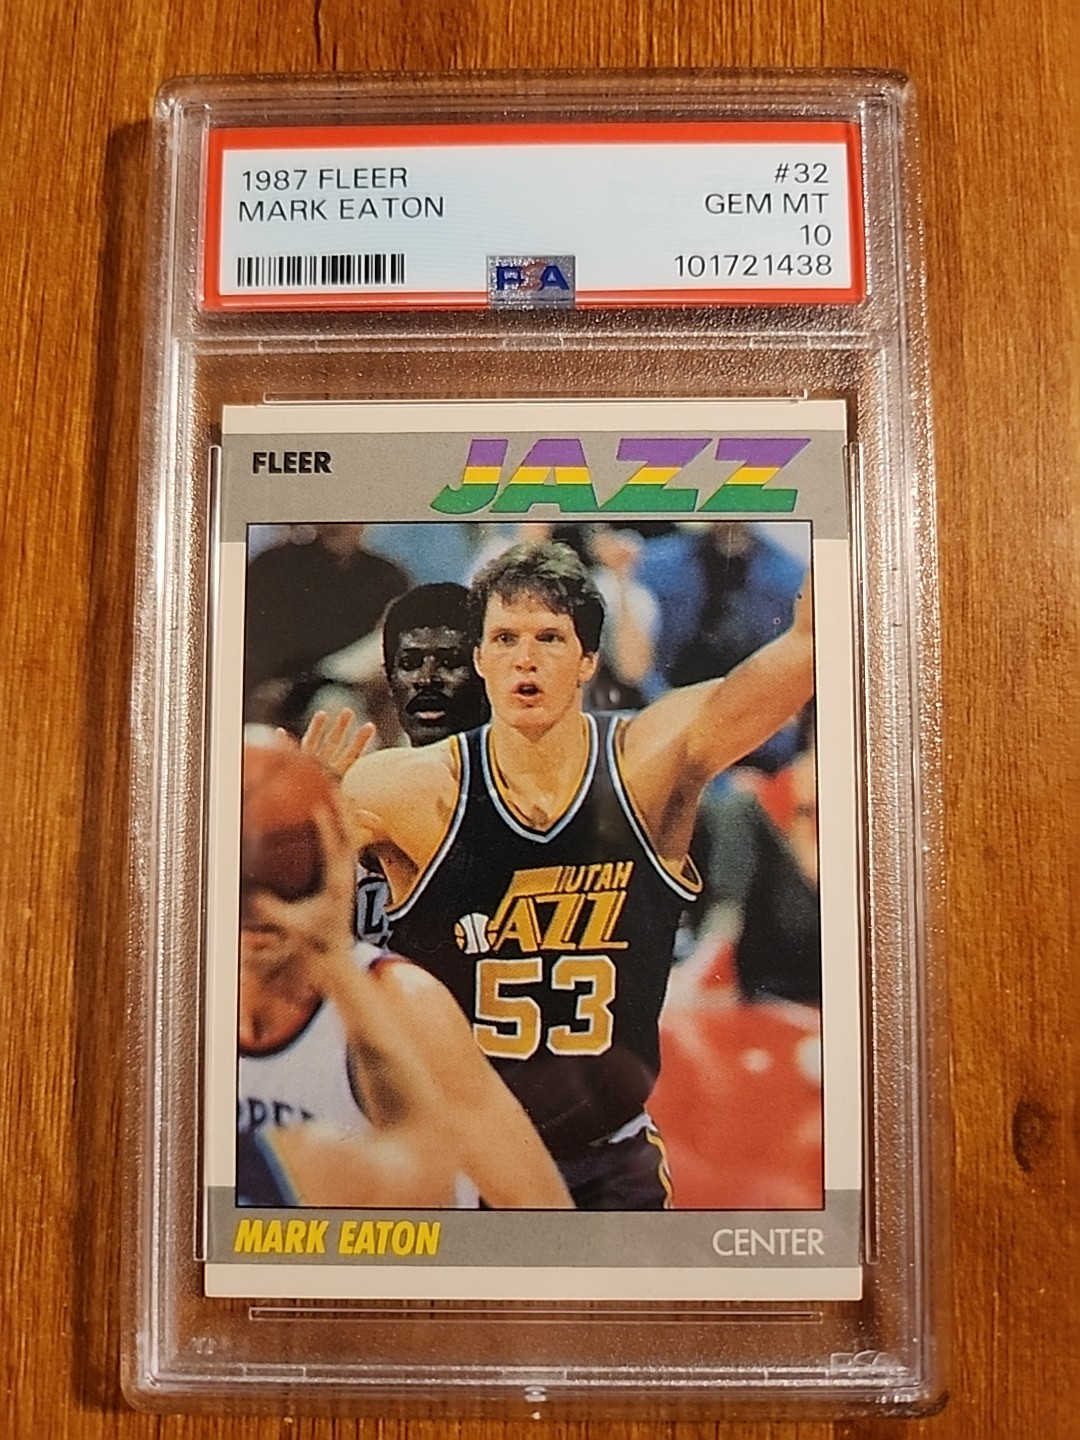 1987 FLEER
#32
MARK EATON
GEM MT
10
PSA
101721438
FLEER
JAZZ
UTAH
JAZZ
53
MARK EATON
CENTER